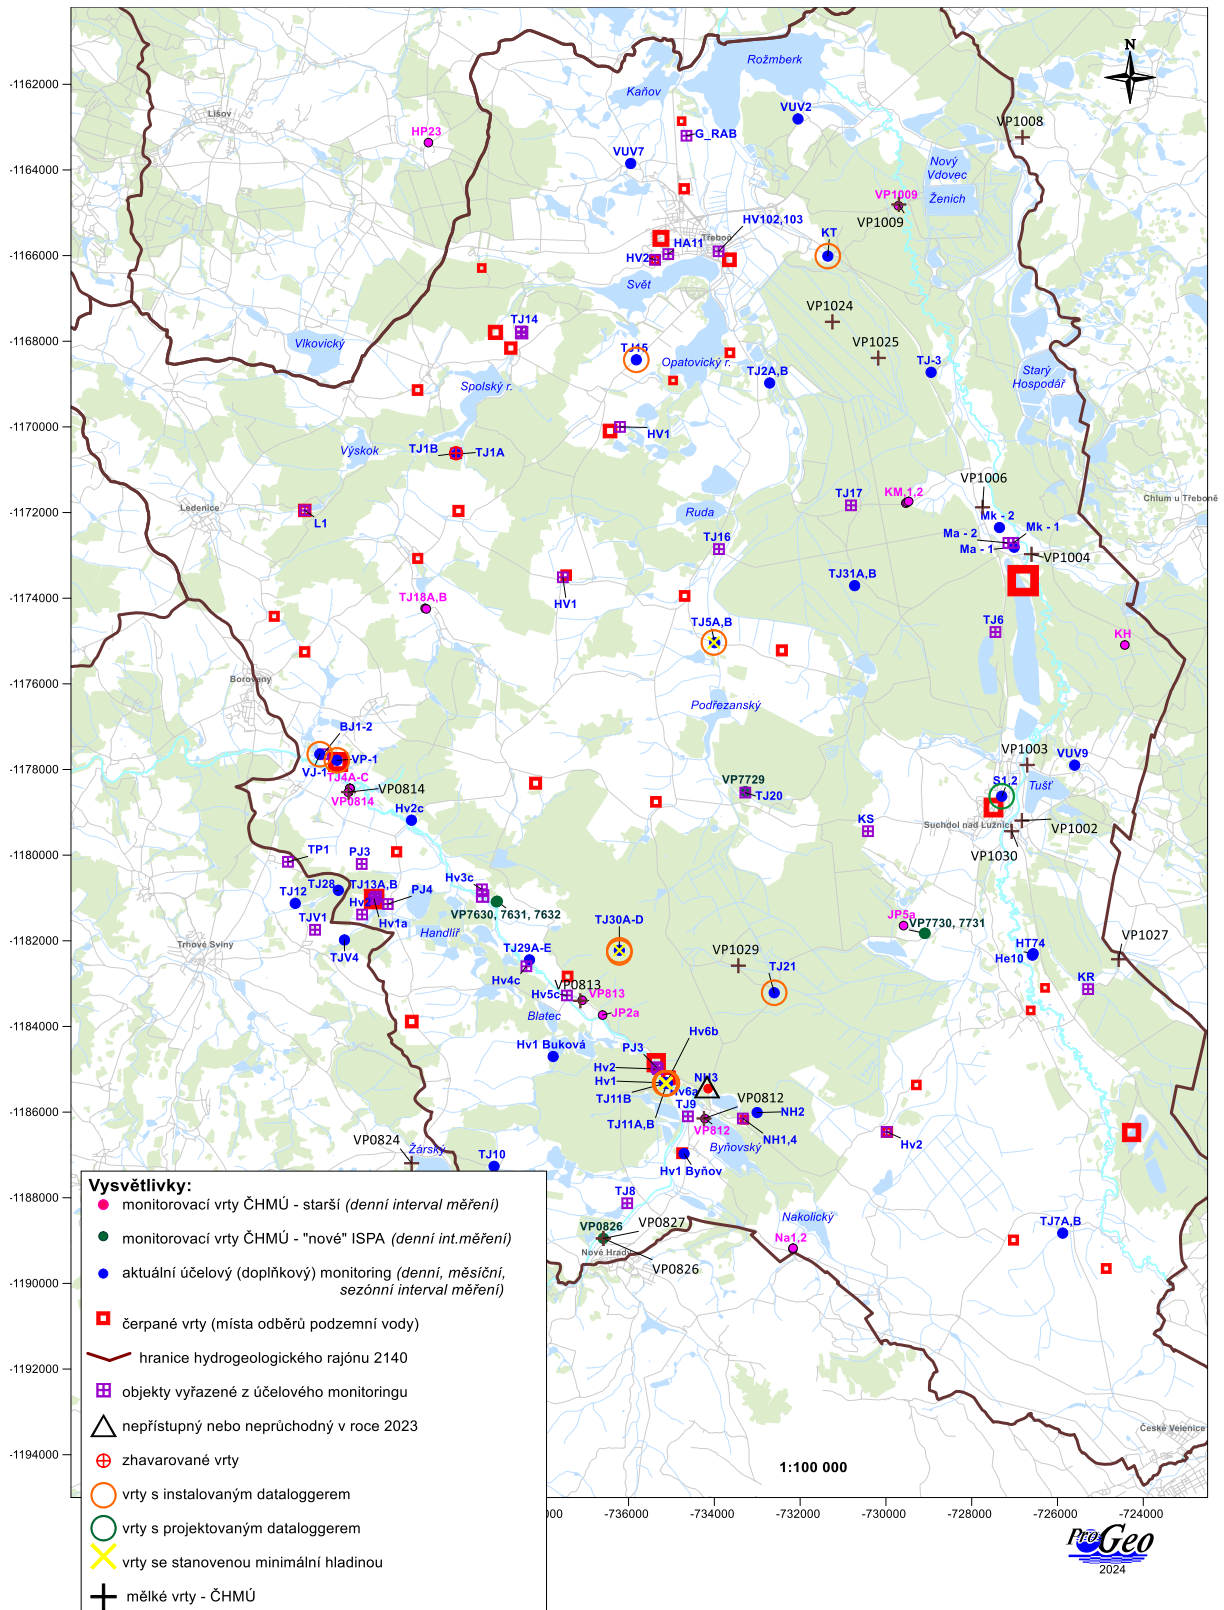 N
-1162000
-1164000
-1166000
-1168000
-1170000
-1172000
-1174000
-1176000
-1178000
-1180000
-1182000
-1184000
-1186000
-1188000
-1190000
-1192000
-1194000
Rožmberk
Kaňov
VUV2
Lišov
HP23
G_RAB
VP1008
VUV7
Nový
Vdovec
Ženich
VP1009
VP1009
HV102,103
KT
Třeboň
HA11
HV2
Svět
VP1024
TJ14
Vlkovický
TJ15
Opatovický r.
VP1025
TJ-3
TJ2A,B
Starý
Hospodář
Spolský r.
HV1
TJ1B
TJ1A
Výskok
VP1006
KM,1,2
TJ17
Chlum u Třeboně
Ledenice
L1
Ruda
Mk - 2
Mk - 1
Ma - 2
Ma - 1
VP1004
TJ16
TJ31A,B
HV1
TJ18A,B
TJ5A,B
TJ6
KH
Borovany
Podřezanský
BJ1-2
VP-1
VJ-1
TJ4A-C
VP0814
VP0814
VP1003
VUV9
VP7729
TJ20
S1,2
Tušť
Hv2c
KS
Suchdol nad Lužnicí
VP1002
VP1030
TP1
PJ3
TJ28
TJ13A,B
TJ12
Hv2
PJ4
Hv1a
Hv3c
TJV1
VP7630, 7631, 7632
JP5a
VP7730, 7731
Handlíř
TJ30A-D
TJV4
Trhové Sviny
TJ29A-E
HT74
He10
VP1027
Hv4c
VP1029
TJ21
KR
VP0813
VP813
Hv5c
JP2a
Blatec
Hv6b
Hv1 Buková
PJ3
Hv2
Hv1
NH3
Hv6a
TJ11B
TJ9
VP0812
NH2
TJ11A,B
VP812
NH1,4
Hv2
Byňovský
VP0824
Žárský
TJ10
Hv1 Byňov
TJ8
VP0827
VP0826
Nové Hrady
VP0826
Nakolický
Na1,2
TJ7A,B
České Velenice
Vysvětlivky:
monitorovací vrty ČHMÚ - starší (denní interval měření)
monitorovací vrty ČHMÚ - "nové" ISPA (denní int.měření)
aktuální účelový (doplňkový) monitoring (denní, měsíční,
sezónní interval měření)
čerpané vrty (místa odběrů podzemní vody)
hranice hydrogeologického rajónu 2140
objekty vyřazené z účelového monitoringu
nepřístupný nebo neprůchodný v roce 2023
zhavarované vrty
vrty s instalovaným dataloggerem
vrty s projektovaným dataloggerem
vrty se stanovenou minimální hladinou
mělké vrty - ČHMÚ
1:100 000
-736000
-734000
-732000
-730000
-728000
-726000
-724000
ProGeo
2024